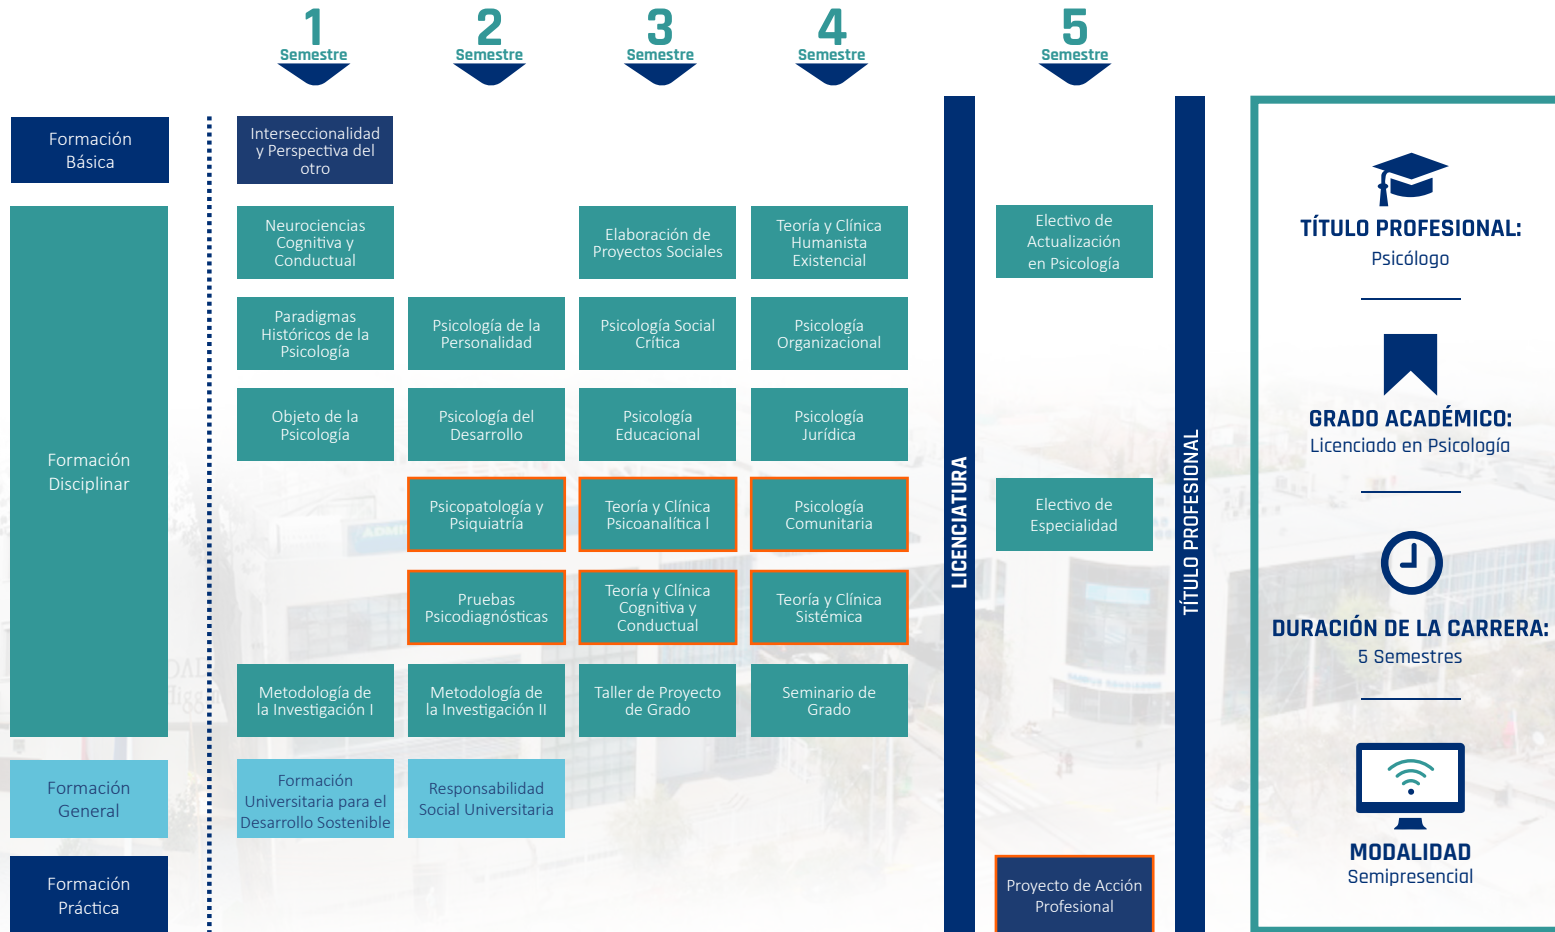 1
Semestre
2
Semestre
3
Semestre
4
Semestre
5
Semestre
Formación
Básica
Interseccionalidad
y Perspectiva del
otro
Formación
Disciplinar
Neurociencias
Cognitiva y
Conductual
Elaboración de
Proyectos Sociales
Teoría y Clínica
Humanista
Existencial
Electivo de
Actualización
en Psicología
Paradigmas
Históricos de la
Psicología
Psicología de la
Personalidad
Psicología Social
Crítica
Psicología
Organizacional
Objeto de la
Psicología
Psicología del
Desarrollo
Psicología
Educacional
Psicología
Jurídica
Psicopatología y
Psiquiatría
Teoría y Clínica
Psicoanalítica l
Psicología
Comunitaria
Electivo de
Especialidad
Pruebas
Psicodiagnósticas
Teoría y Clínica
Cognitiva y
Conductual
Teoría y Clínica
Sistémica
Metodología de
la Investigación I
Metodología de
la Investigación II
Taller de Proyecto
de Grado
Seminario de
Grado
Formación
General
Formación
Universitaria para el
Desarrollo Sostenible
Responsabilidad
Social Universitaria
Formación
Práctica
Proyecto de Acción
Profesional
LICENCIATURA
TÍTULO PROFESIONAL
TÍTULO PROFESIONAL:
Psicólogo
GRADO ACADÉMICO:
Licenciado en Psicología
DURACIÓN DE LA CARRERA:
5 Semestres
MODALIDAD
Semipresencial